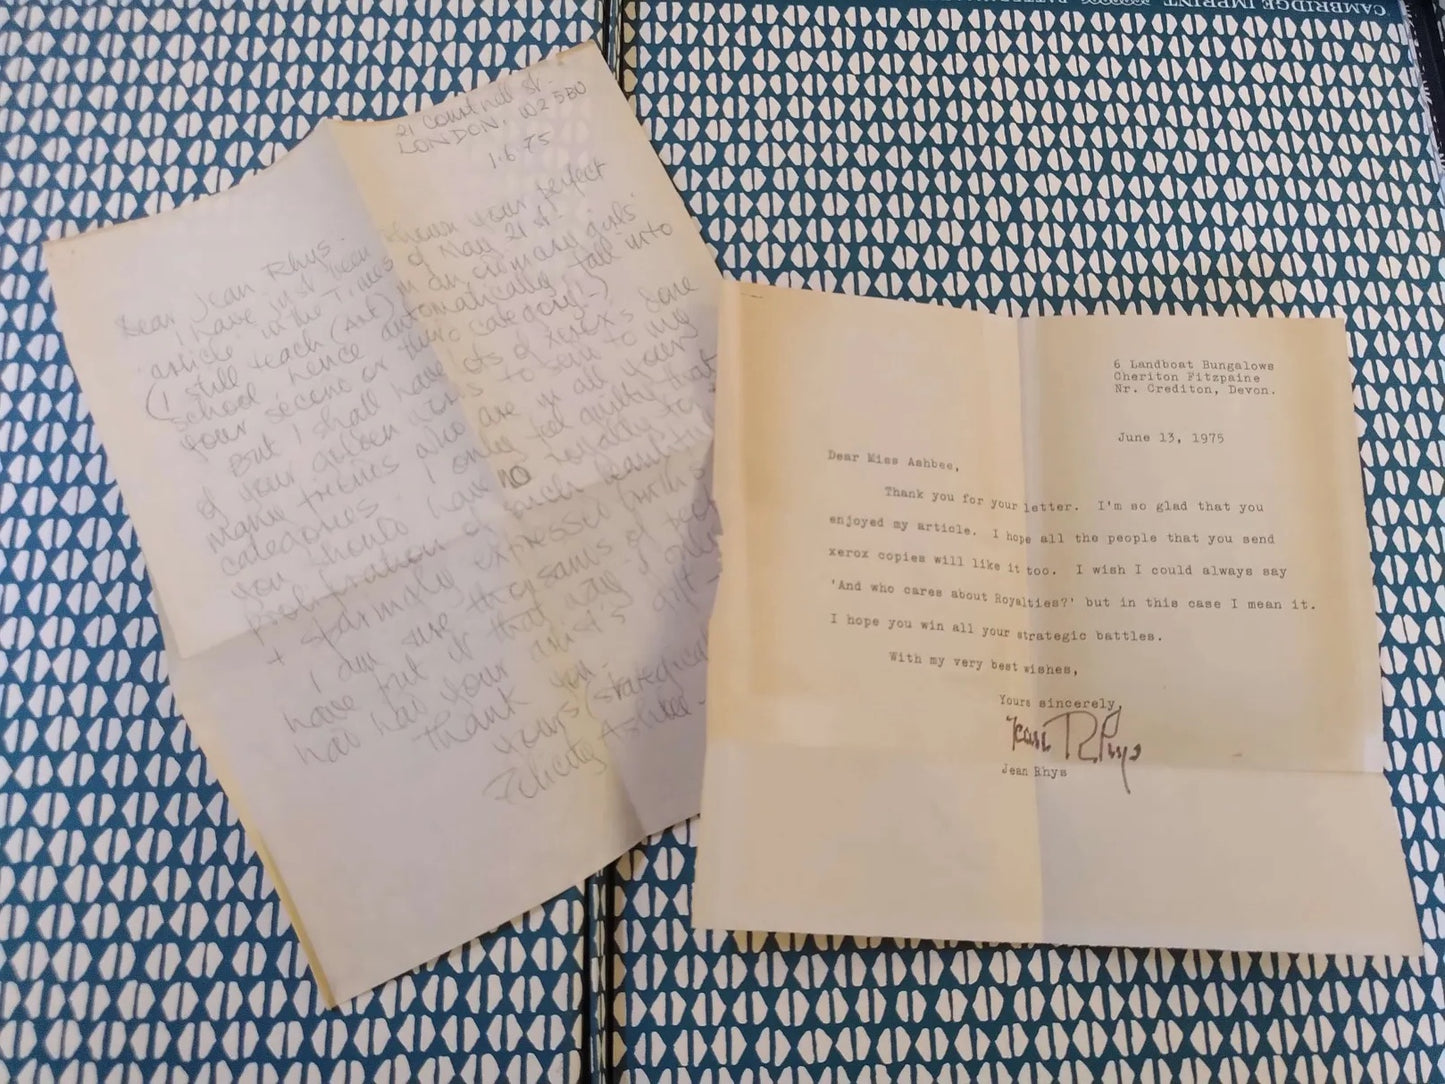 21 Courtnell St.
LONDON, W2 5BU
1.6.75
Dear Jean Rhys.
I have just been shown your perfect
article in the Times of May 21st!
(I still teach (Art) in an ordinary girls'
school hence automatically fall into
your second or third category!)
But I shall have lots of xerox's done
of your golden words to send to my
many friends who are in all your
categories. I only feel guilty that
you should have NO royalty for
proliferation of such beautiful
+ sparingly expressed
I am sure thousands of
have put it that way & only
has your artist's gift –
Thank you.
Yours (strategical
Felicity Ashbee –
CAMBRIDGE IMPRINT
6 Landboat Bungalows
Cheriton Fitzpaine
Nr. Crediton, Devon.
June 13, 1975
Dear Miss Ashbee,
Thank you for your letter. I'm so glad that you
enjoyed my article. I hope all the people that you send
xerox copies will like it too. I wish I could always say
'And who cares about Royalties?' but in this case I mean it.
I hope you win all your strategic battles.
With my very best wishes,
Yours sincerely,
Jean Rhys
Jean Rhys